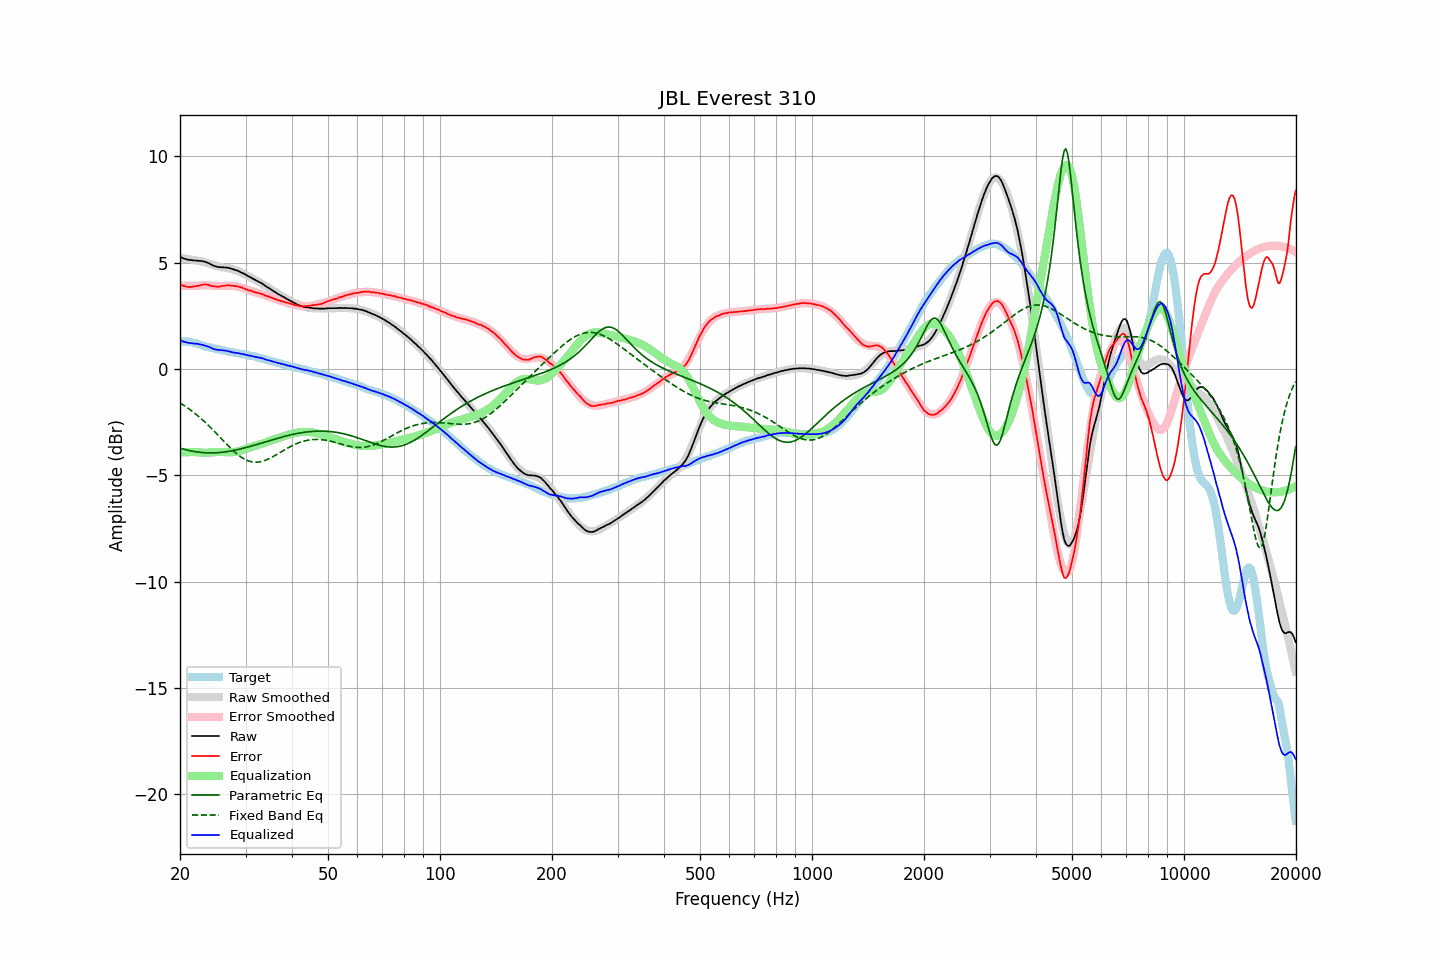 JBL Everest 310
Amplitude (dBr)
10
5
0
−5
−10
−15
−20
Target
Raw Smoothed
Error Smoothed
Raw
Error
Equalization
Parametric Eq
Fixed Band Eq
Equalized
20
50
100
200
500
1000
2000
5000
10000
20000
Frequency (Hz)